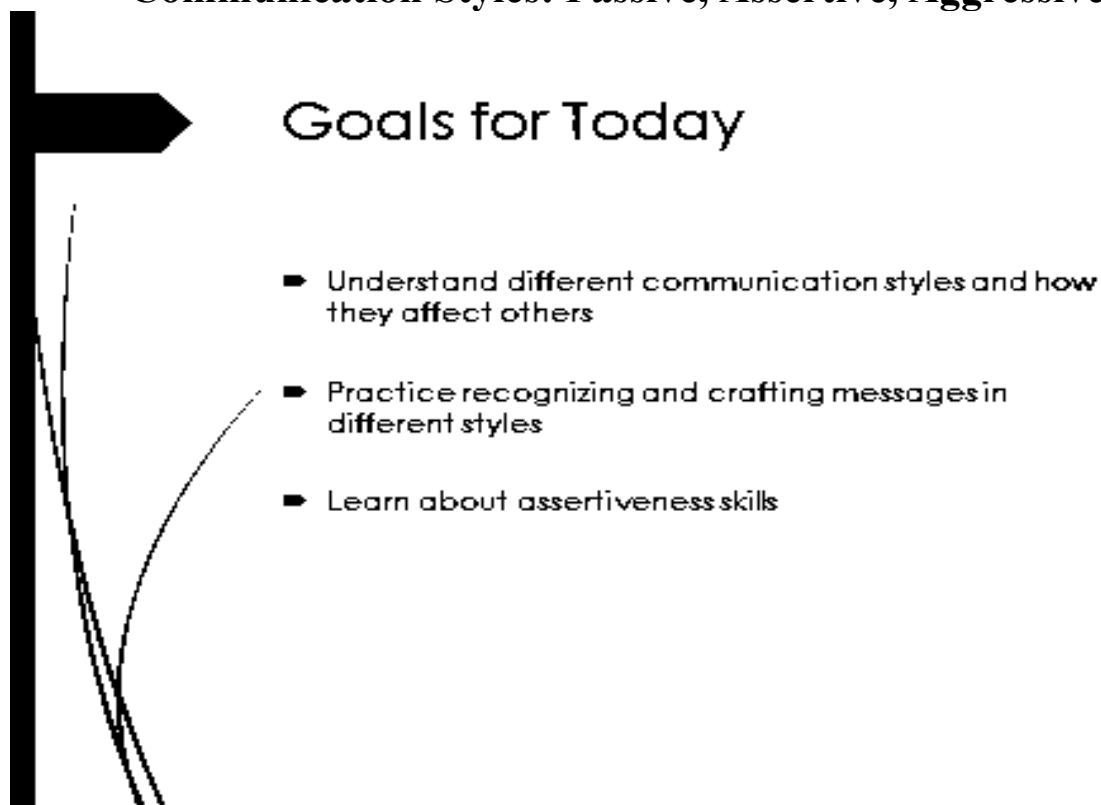 Communication Styles: Passive, Assertive, Aggressive
Goals for Today
Understand different communication styles and how
they affect others
Practice recognizing and crafting messages in
different styles
Learn about assertiveness skills